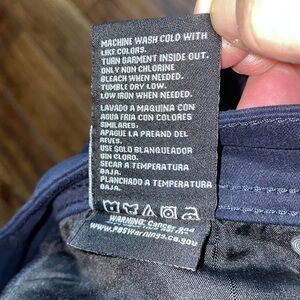 MACHINE WASH COLD WITH
LIKE COLORS.
TURN GARMENT INSIDE OUT.
ONLY NON CHLORINE
BLEACH WHEN NEEDED.
TUMBLE DRY LOW.
LOW IRON WHEN NEEDED.
LAVADO A MAQUINA CON
AGUA FRIA CON COLORES
SIMILARES.
APAGUE LA PREAND DEL
REVES.
USE SOLO BLANQUEADOR
SIN CLORO.
SECAR A TEMPERATURA
BAJA.
PLANCHADO A TEMPERATURA
BAJA.
WARNING: Cancer and
www.P65Warnings.ca.gov